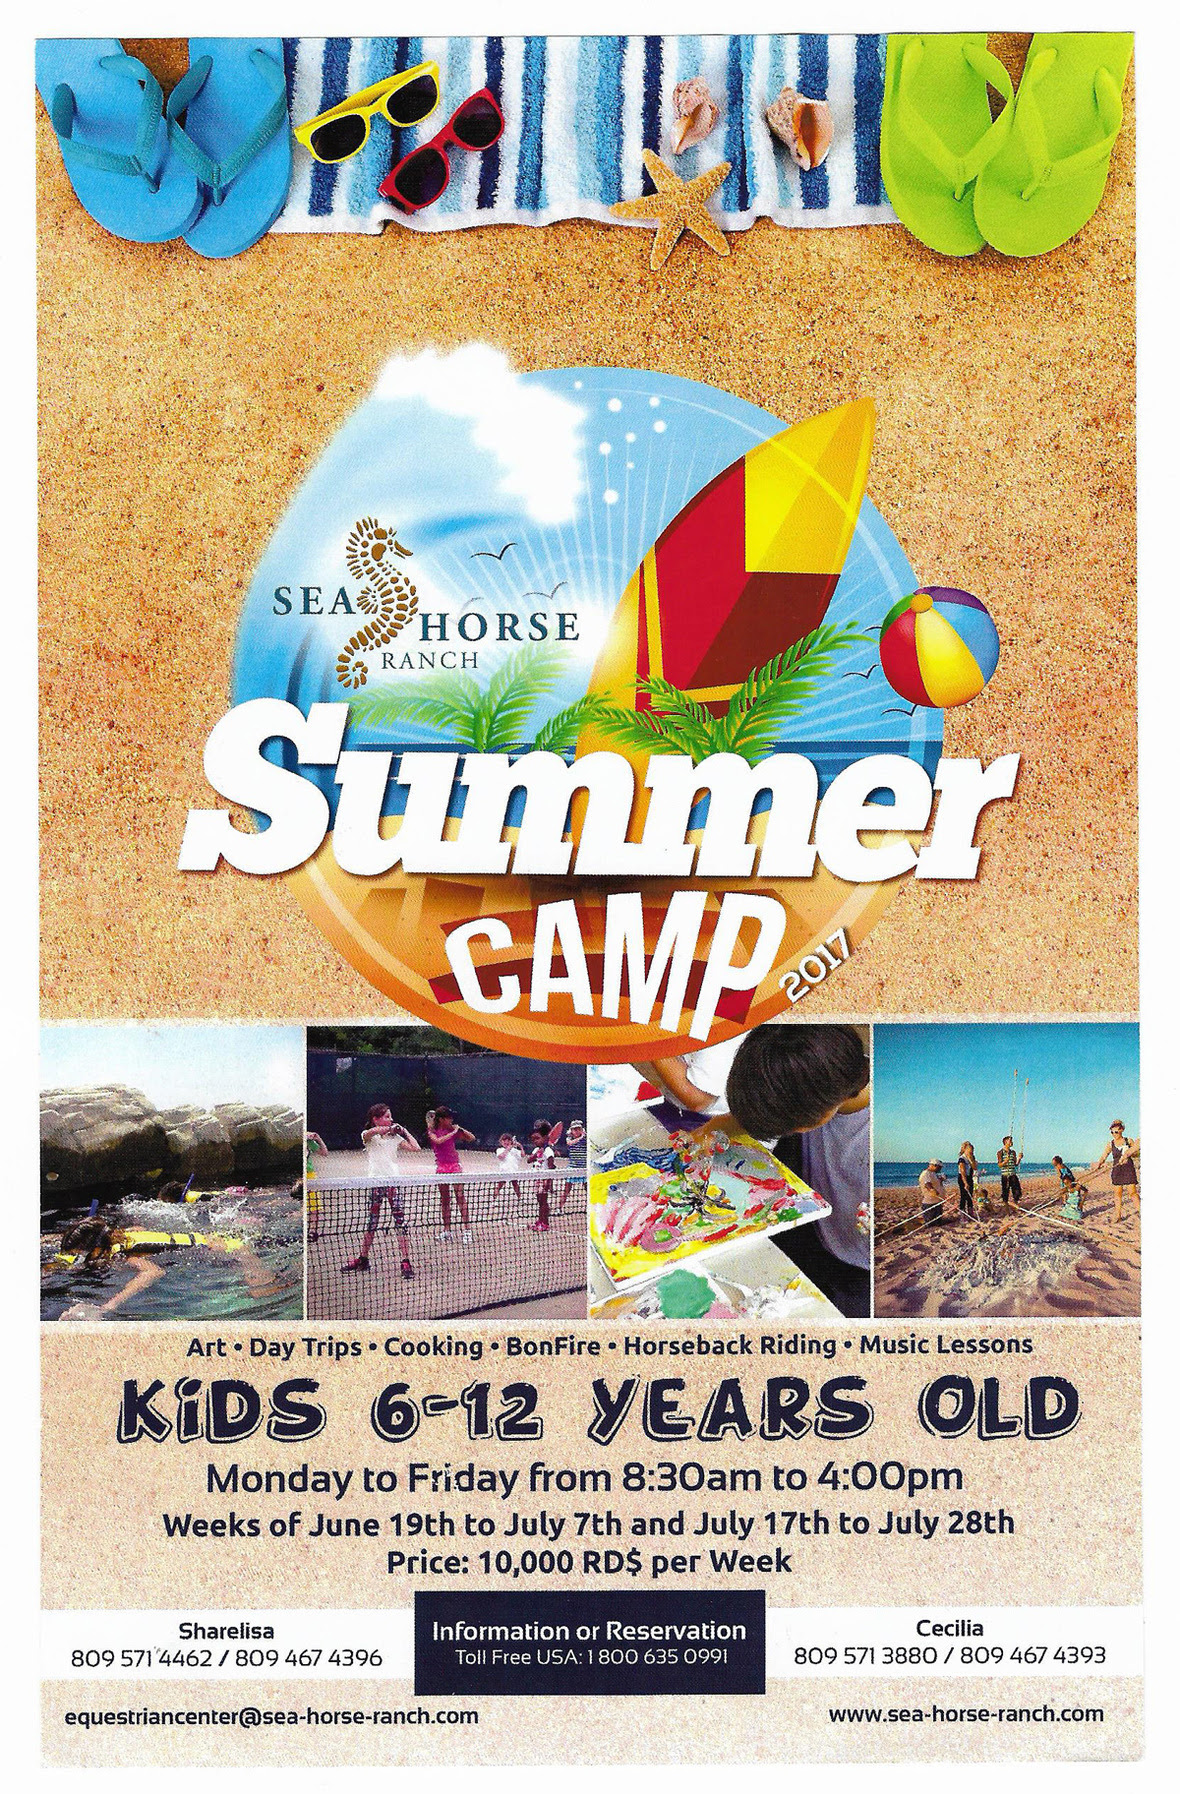 SEA HORSE
RANCH
Summer
CAMP
2017
Art • Day Trips • Cooking • BonFire • Horseback Riding • Music Lessons
KiDS 6-12 YEARS OLD
Monday to Friday from 8:30am to 4:00pm
Weeks of June 19th to July 7th and July 17th to July 28th
Price: 10,000 RD$ per Week
Sharelisa
809 571 4462 / 809 467 4396
Information or Reservation
Toll Free USA: 1 800 635 0991
Cecilia
809 571 3880 / 809 467 4393
equestriancenter@sea-horse-ranch.com
www.sea-horse-ranch.com